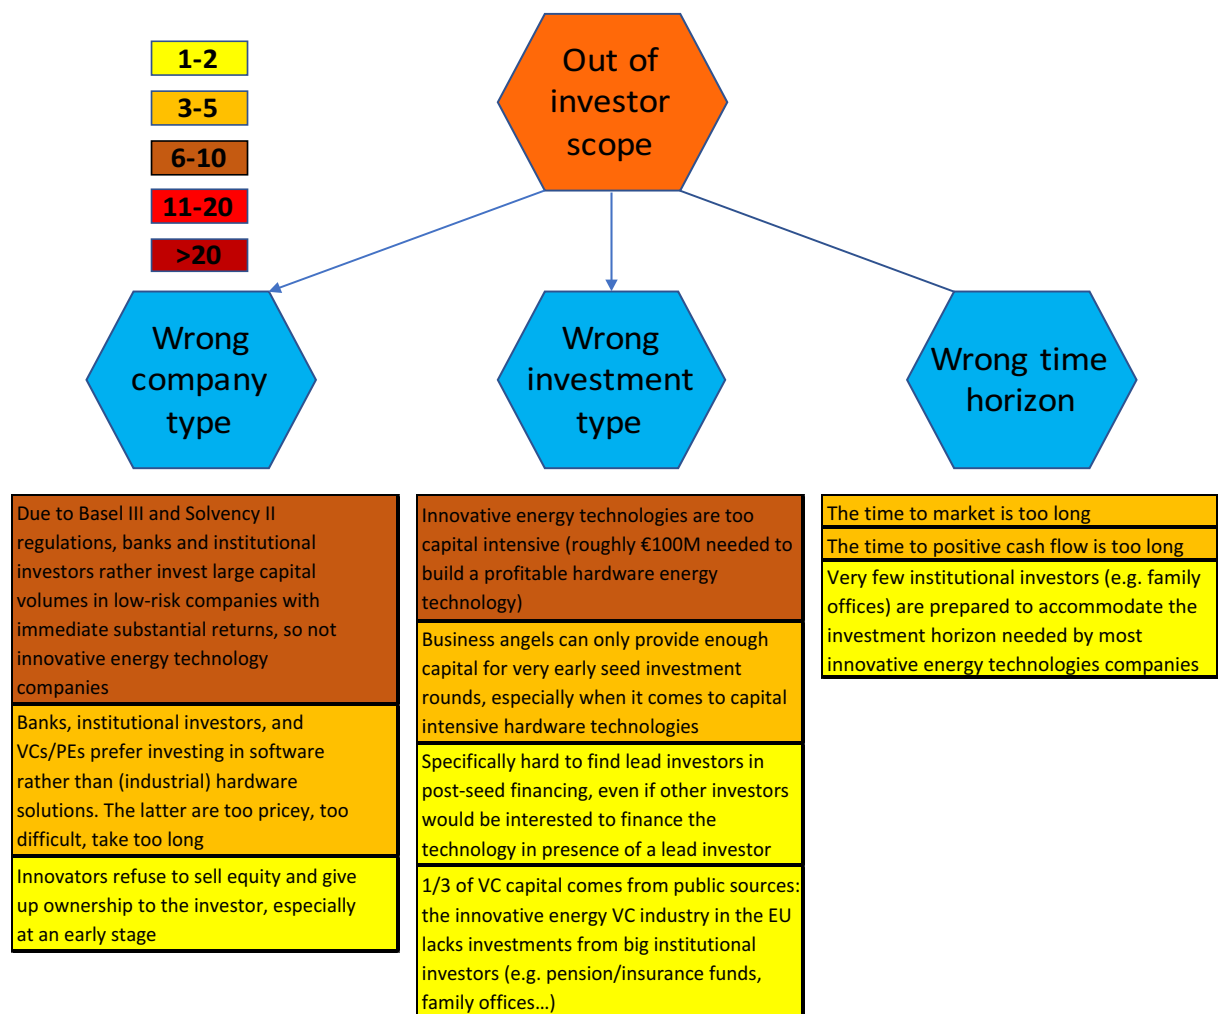 1-2
3-5
6-10
11-20
>20
Out of
investor
scope
Wrong
company
type
Wrong
investment
type
Wrong time
horizon
Due to Basel III and Solvency II
regulations, banks and institutional
investors rather invest large capital
volumes in low-risk companies with
immediate substantial returns, so not
innovative energy technology
companies
Banks, institutional investors, and
VCs/PEs prefer investing in software
rather than (industrial) hardware
solutions. The latter are too pricey, too
difficult, take too long
Innovators refuse to sell equity and give
up ownership to the investor, especially
at an early stage
Innovative energy technologies are too
capital intensive (roughly €100M needed to
build a profitable hardware energy
technology)
Business angels can only provide enough
capital for very early seed investment
rounds, especially when it comes to capital
intensive hardware technologies
Specifically hard to find lead investors in
post-seed financing, even if other investors
would be interested to finance the
technology in presence of a lead investor
1/3 of VC capital comes from public sources:
the innovative energy VC industry in the EU
lacks investments from big institutional
investors (e.g. pension/insurance funds,
family offices…)
The time to market is too long
The time to positive cash flow is too long
Very few institutional investors (e.g. family
offices) are prepared to accommodate the
investment horizon needed by most
innovative energy technologies companies